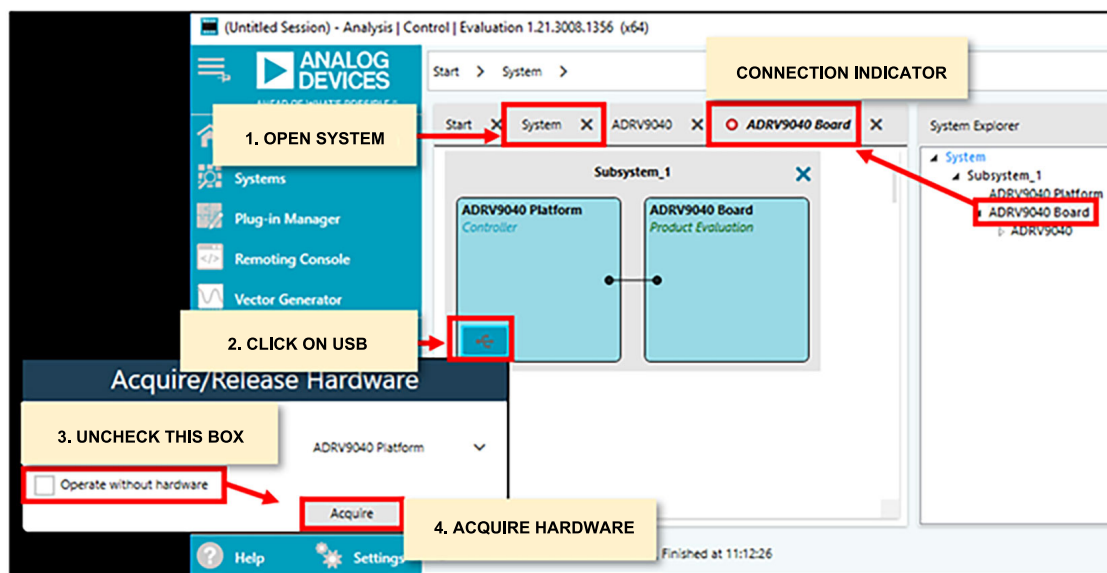 (Untitled Session) - Analysis | Control | Evaluation 1.21.3008.1356 (x64)
ANALOG
DEVICES
AHEAD OF WHAT'S POSSIBLE
Start > System >
CONNECTION INDICATOR
1. OPEN SYSTEM
Start
System
ADRV9040
ADRV9040 Board
System Explorer
System
Subsystem_1
ADRV9040 Platform
ADRV9040 Board
ADRV9040
Systems
Plug-in Manager
Remoting Console
Vector Generator
Subsystem_1
ADRV9040 Platform
Controller
ADRV9040 Board
Product Evaluation
2. CLICK ON USB
Acquire/Release Hardware
3. UNCHECK THIS BOX
ADRV9040 Platform
Operate without hardware
Acquire
4. ACQUIRE HARDWARE
Help
Settings
Finished at 11:12:26